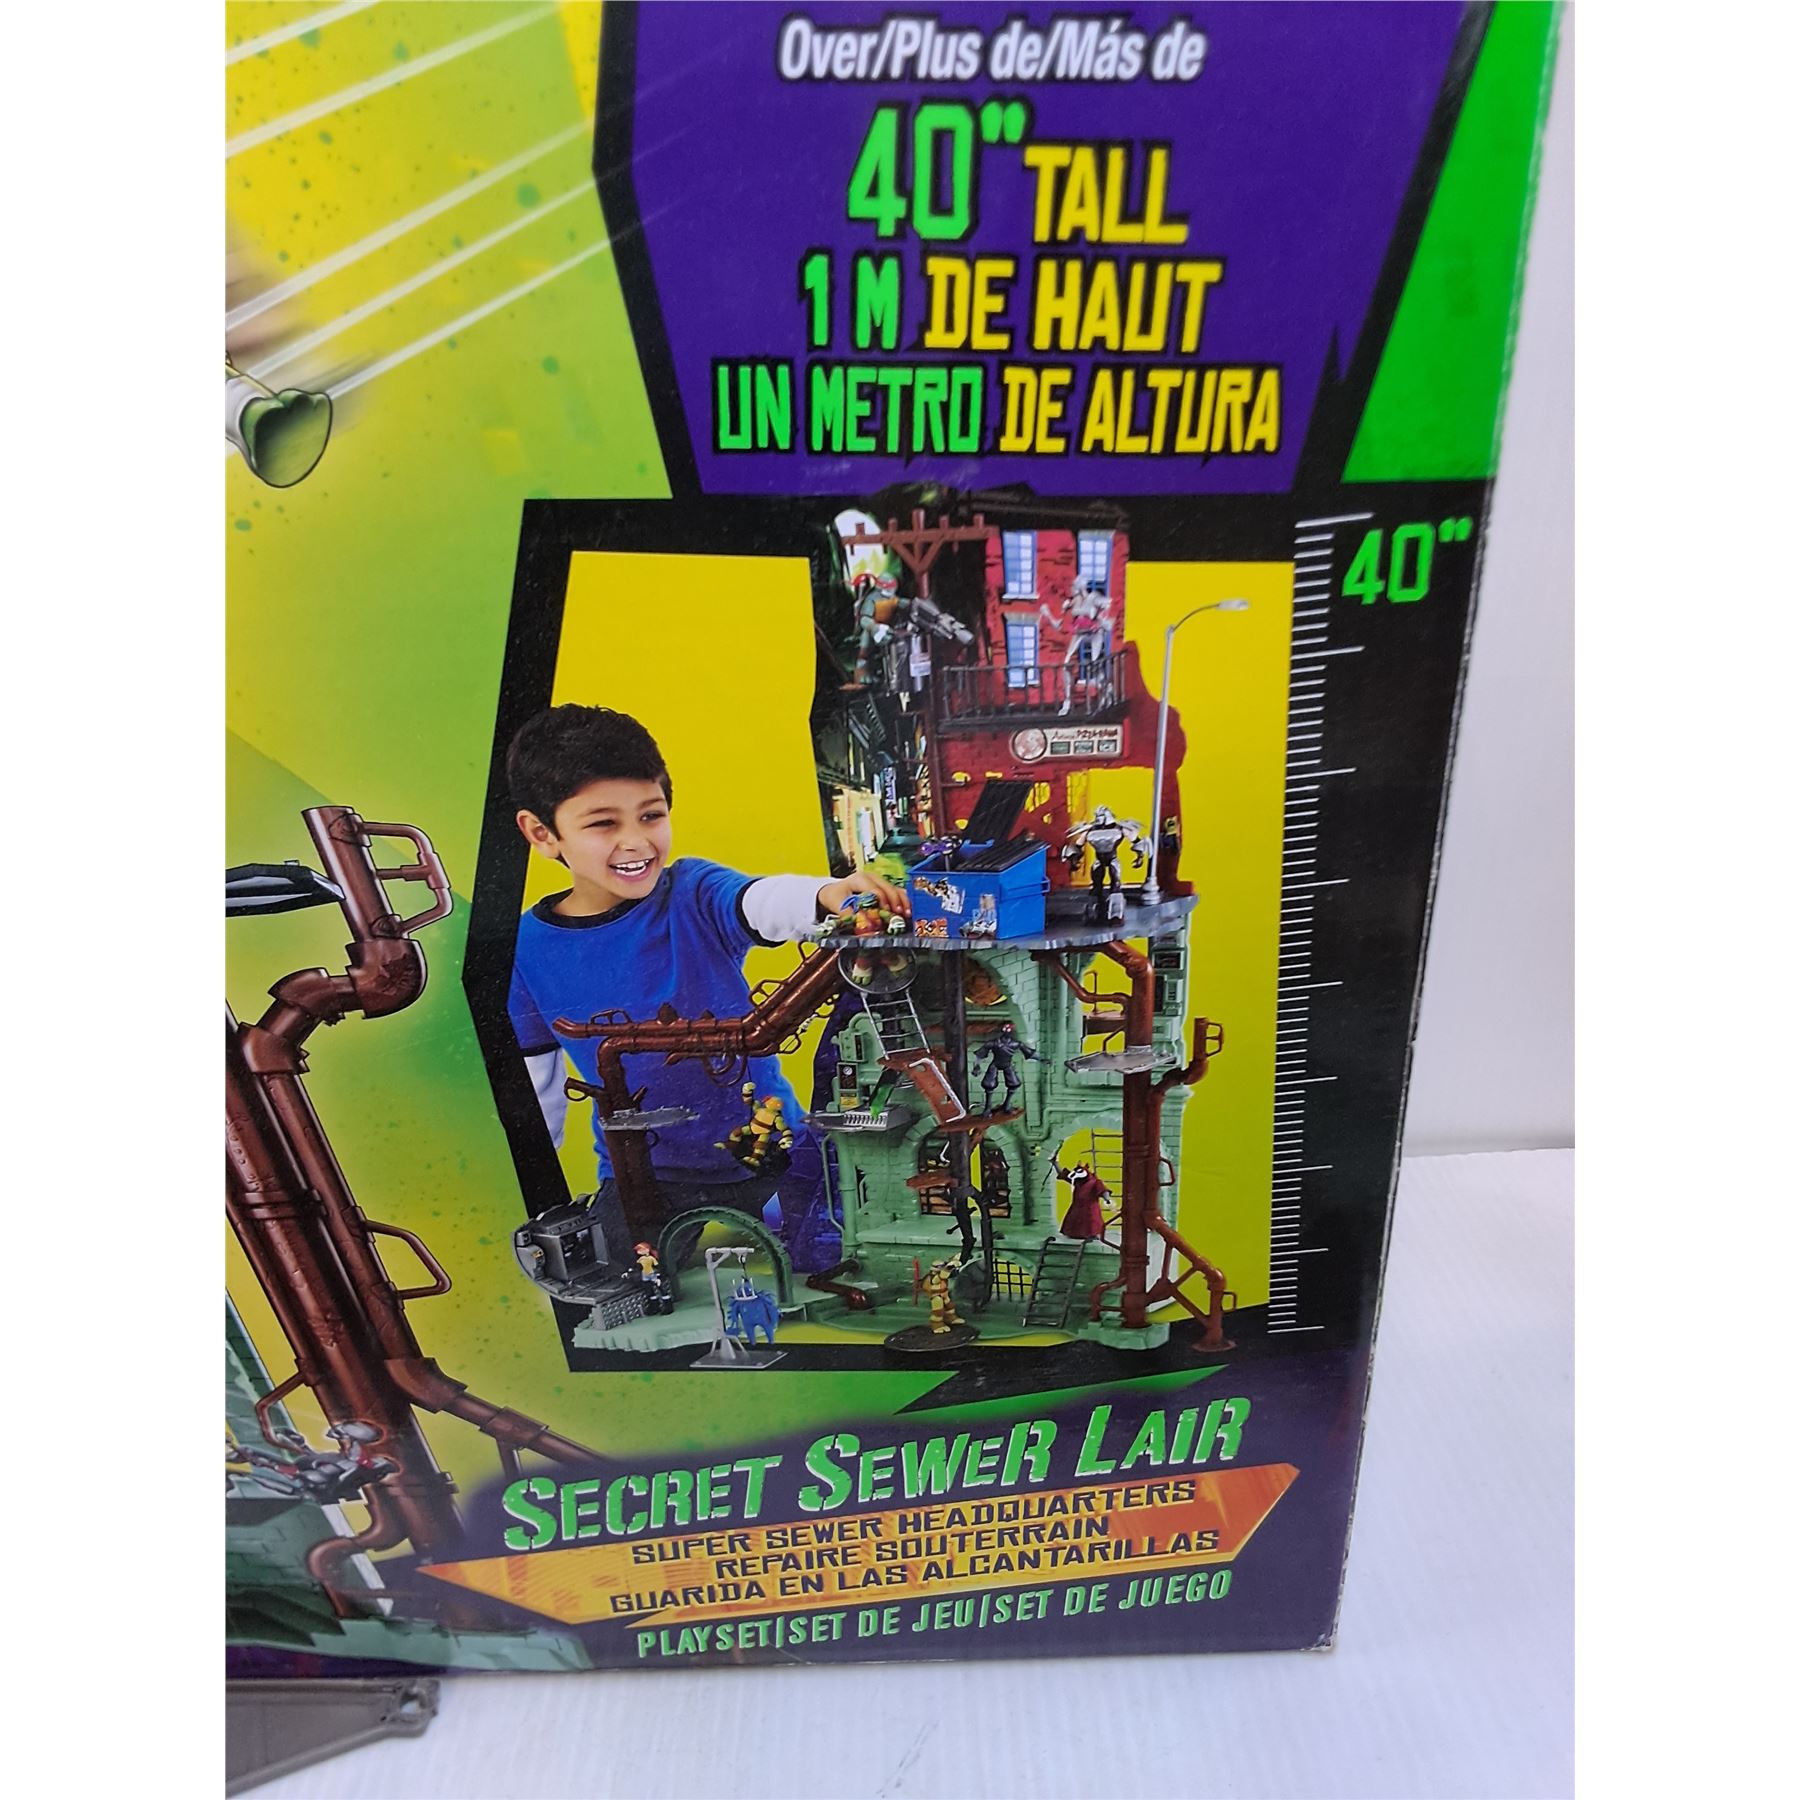 Over/Plus de/Más de
40" TALL
1 M DE HAUT
UN METRO DE ALTURA
40"
SECRET SEWER LAIR
SUPER SEWER HEADQUARTERS
REPAIRE SOUTERRAIN
GUARIDA EN LAS ALCANTARILLAS
PLAYSET|SET DE JEU|SET DE JUEGO